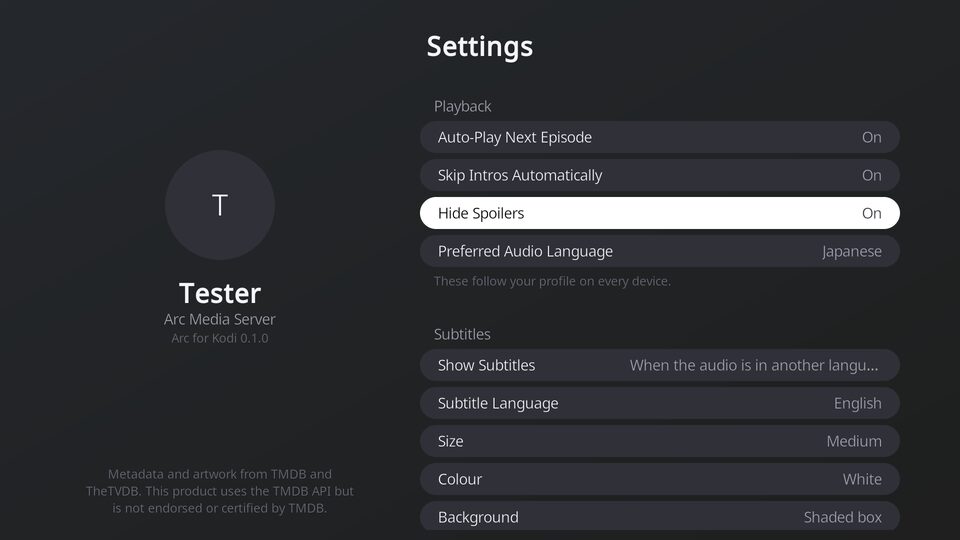 Settings
Playback
Auto-Play Next Episode On
Skip Intros Automatically On
Hide Spoilers On
Preferred Audio Language Japanese
These follow your profile on every device.
Subtitles
Show Subtitles When the audio is in another langu...
Subtitle Language English
Size Medium
Colour White
Background Shaded box
T
Tester
Arc Media Server
Arc for Kodi 0.1.0
Metadata and artwork from TMDB and
TheTVDB. This product uses the TMDB API but
is not endorsed or certified by TMDB.